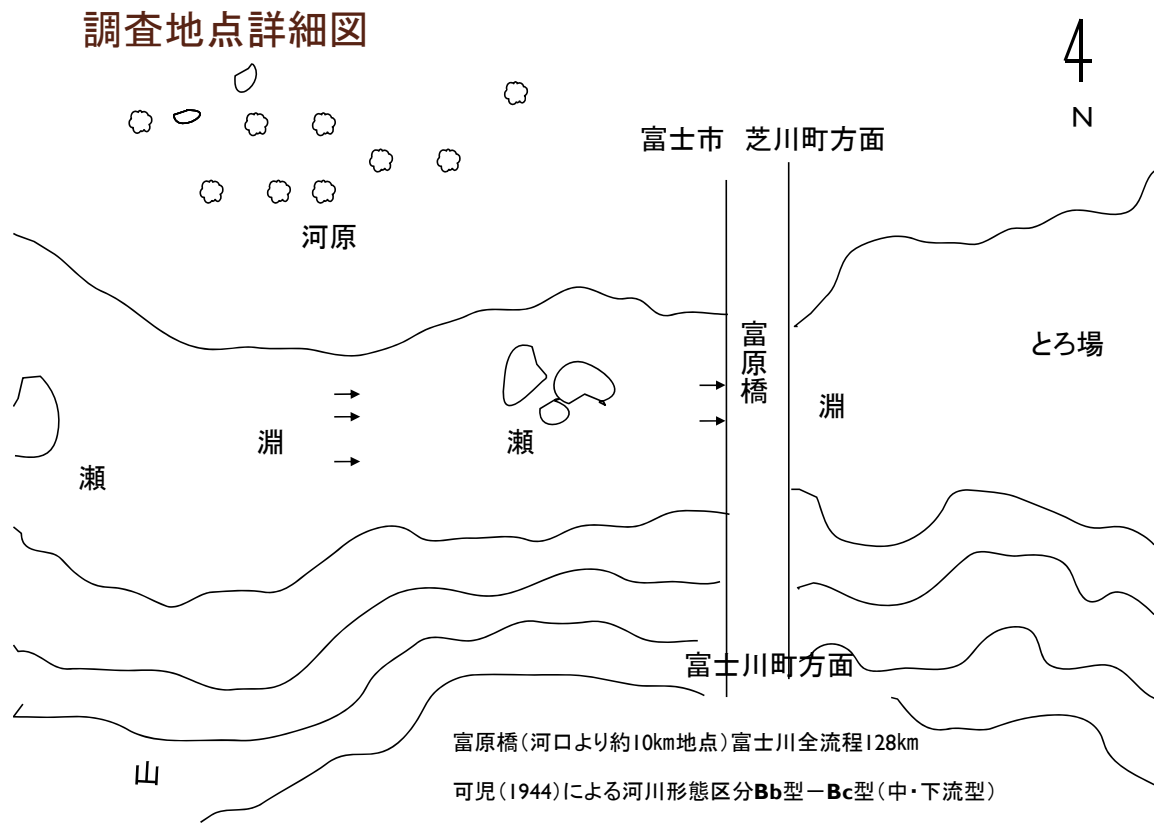 調査地点詳細図
N
富士市 芝川町方面
河原
富原橋
とろ場
淵
淵
瀬
瀬
富士川町方面
山
富原橋(河口より約10km地点)富士川全流程128km
可児(1944)による河川形態区分Bb型－Bc型(中・下流型)